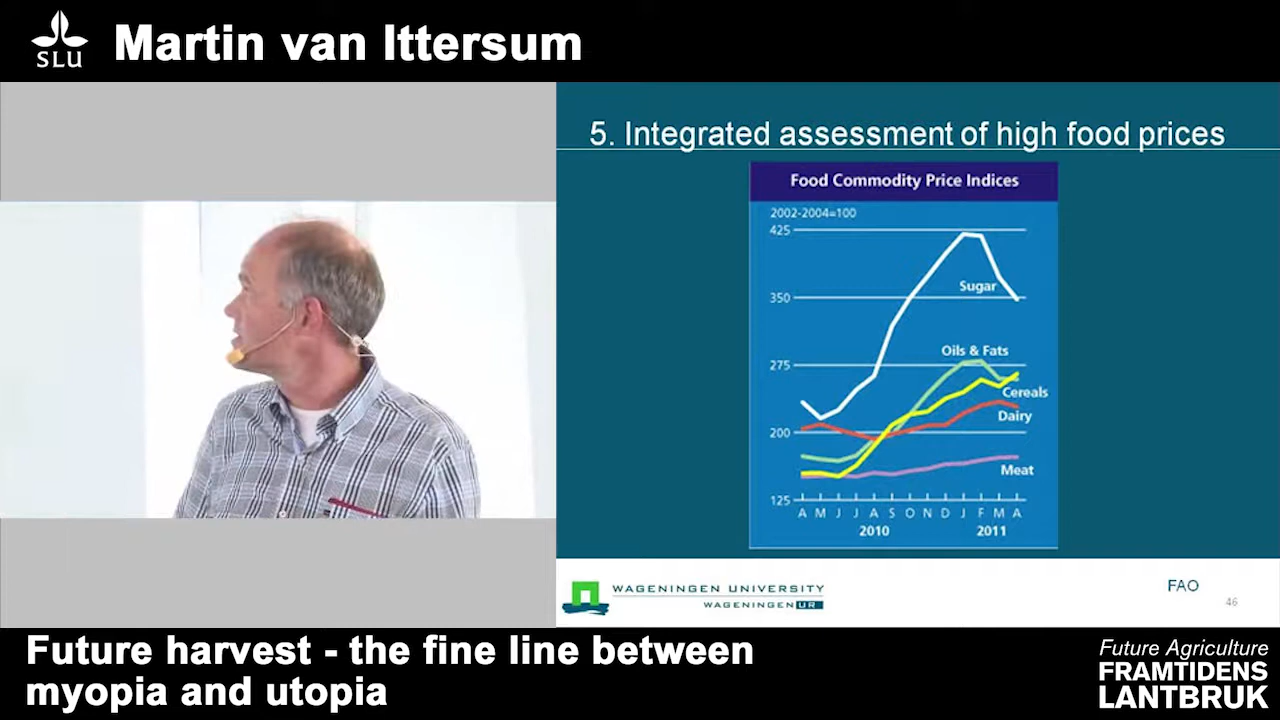 SLU
Martin van Ittersum
5. Integrated assessment of high food prices
Food Commodity Price Indices
2002-2004=100
425
Sugar
350
Oils & Fats
275
Cereals
Dairy
200
Meat
125
A M J J A S O N D J F M A
2010 2011
WAGENINGEN UNIVERSITY
WAGENINGEN UR
FAO
46
Future harvest - the fine line between
myopia and utopia
Future Agriculture
FRAMTIDENS
LANTBRUK